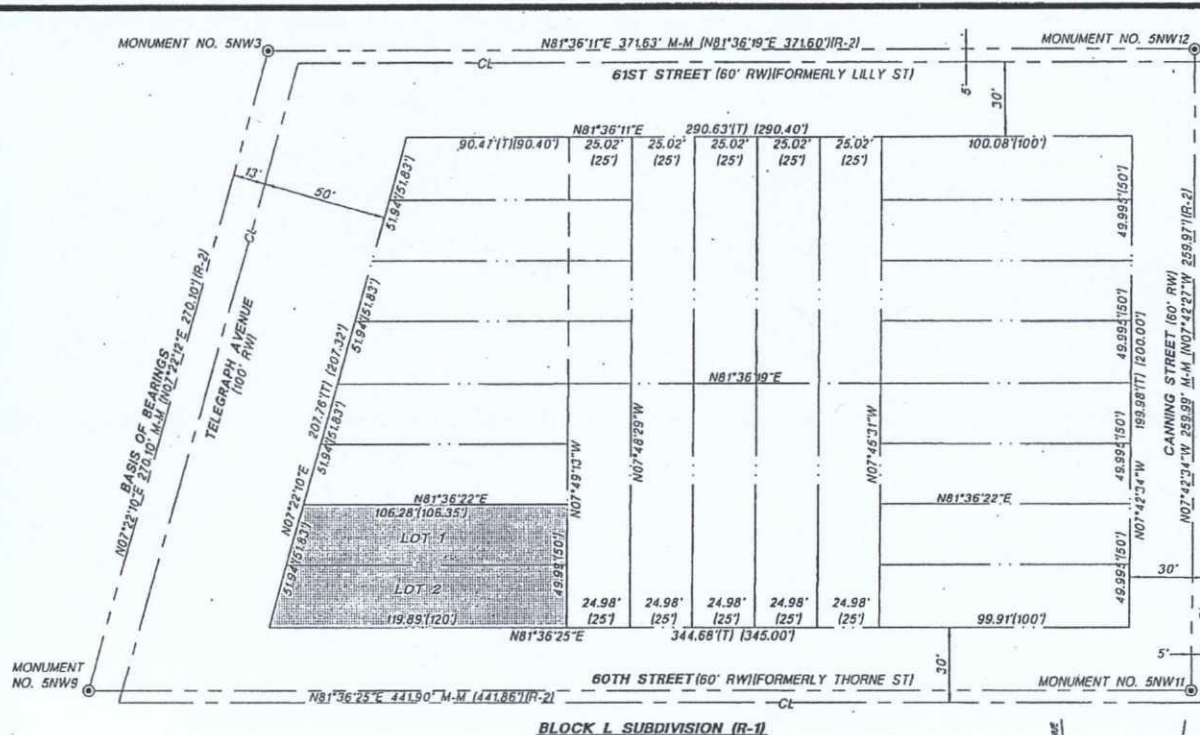 MONUMENT NO. 5NW3
N81°36'11"E 371.63' M-M (N81°36'19"E 371.60')(R-2)
MONUMENT NO. 5NW12
CL
61ST STREET (60' RW)(FORMERLY LILLY ST)
5'
30'
N81°36'11"E 290.63'(T) (290.40')
90.47'(T)(90.40')
25.02' 25.02' 25.02' 25.02' 25.02'
(25') (25') (25') (25') (25')
100.08'(100')
13'
50'
CL
51.94'(51.83')
51.94'(51.83')
51.94'(51.83')
51.94'(51.83')
207.76'(T) (207.32')
N07°22'10"E
BASIS OF BEARINGS
N07°22'10"E 270.10' M-M (N07°22'12"E 270.10')(R-2)
TELEGRAPH AVENUE
(100' RW)
N81°36'19"E
N07°49'13"W
N07°48'29"W
N07°45'31"W
49.995'(50')
49.995'(50')
49.995'(50')
49.995'(50')
199.98'(T) (200.00')
N07°42'34"W
CANNING STREET (60' RW)
N07°42'34"W 259.99' M-M (N07°42'27"W 259.97')(R-2)
N81°36'22"E
106.28'(106.35')
LOT 1
49.99'(50')
LOT 2
119.89'(120')
N81°36'22"E
30'
24.98' 24.98' 24.98' 24.98' 24.98'
(25') (25') (25') (25') (25')
99.91'(100')
N81°36'25"E 344.68'(T) (345.00')
MONUMENT
NO. 5NW9
30'
5'
60TH STREET (60' RW)(FORMERLY THORNE ST)
MONUMENT NO. 5NW11
N81°36'25"E 441.90' M-M (441.86')(R-2)
CL
BLOCK L SUBDIVISION (R-1)